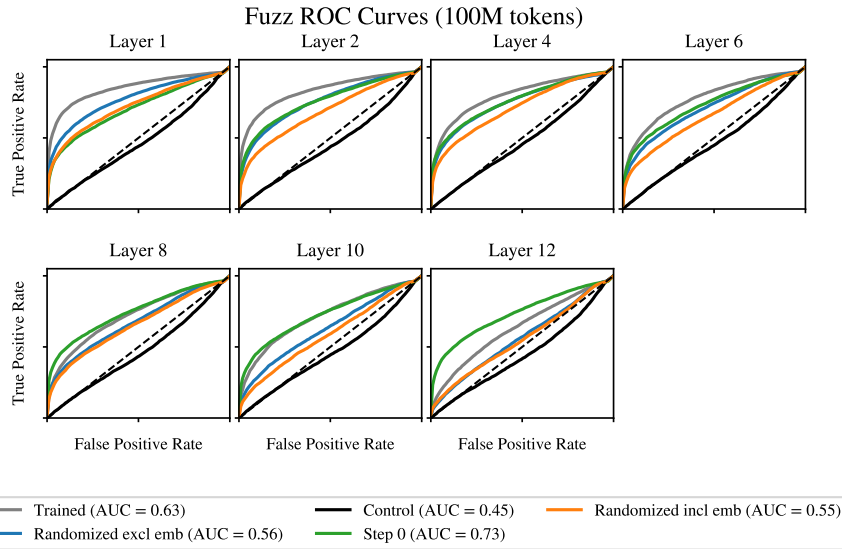 Fuzz ROC Curves (100M tokens)
Layer 1
Layer 2
Layer 4
Layer 6
True Positive Rate
Layer 8
Layer 10
Layer 12
True Positive Rate
False Positive Rate
False Positive Rate
False Positive Rate
Trained (AUC = 0.63)
Control (AUC = 0.45)
Randomized incl emb (AUC = 0.55)
Randomized excl emb (AUC = 0.56)
Step 0 (AUC = 0.73)